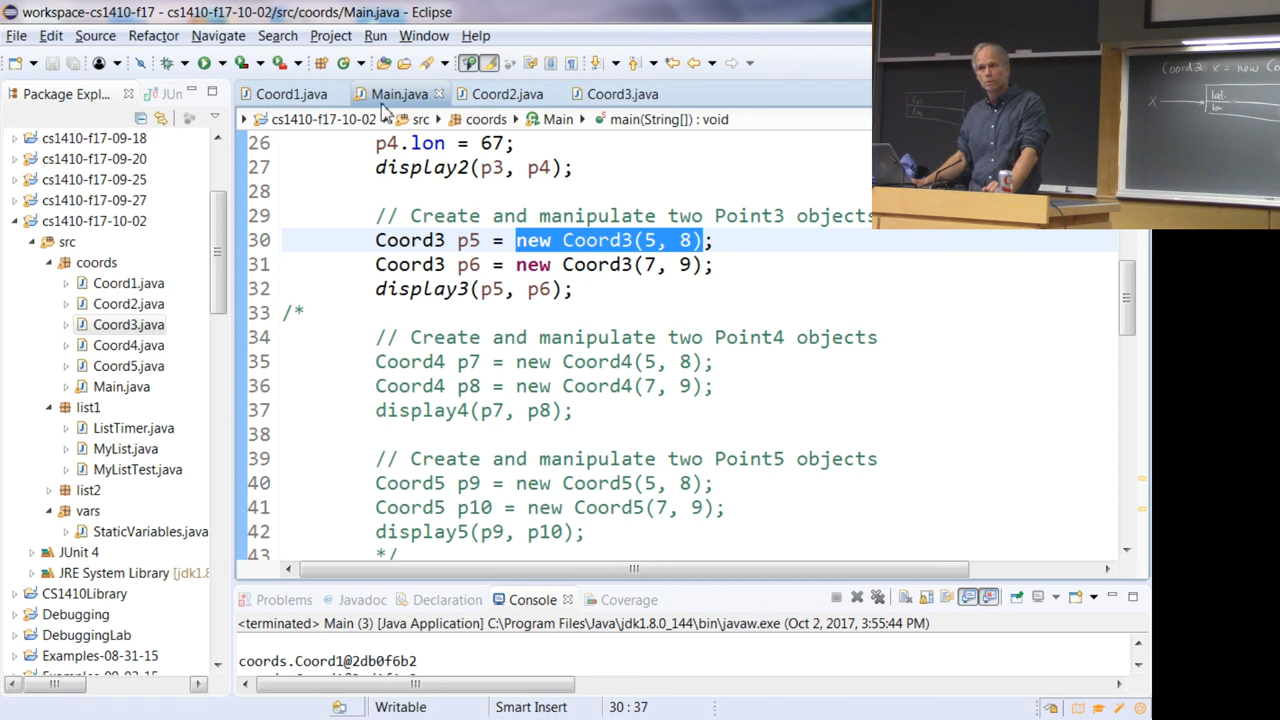 workspace-cs1410-f17 - cs1410-f17-10-02/src/coords/Main.java - Eclipse
File Edit Source Refactor Navigate Search Project Run Window Help
Package Expl... JUn
Coord1.java Main.java Coord2.java Coord3.java
cs1410-f17-10-02 src coords Main main(String[]) : void
cs1410-f17-09-18
cs1410-f17-09-20
cs1410-f17-09-25
cs1410-f17-09-27
cs1410-f17-10-02
src
coords
Coord1.java
Coord2.java
Coord3.java
Coord4.java
Coord5.java
Main.java
list1
ListTimer.java
MyList.java
MyListTest.java
list2
vars
StaticVariables.java
JUnit 4
JRE System Library [jdk1.8.0
CS1410Library
Debugging
DebuggingLab
Examples-08-31-15
26 p4.lon = 67;
27 display2(p3, p4);
28
29 // Create and manipulate two Point3 objects
30 Coord3 p5 = new Coord3(5, 8);
31 Coord3 p6 = new Coord3(7, 9);
32 display3(p5, p6);
33 /*
34 // Create and manipulate two Point4 objects
35 Coord4 p7 = new Coord4(5, 8);
36 Coord4 p8 = new Coord4(7, 9);
37 display4(p7, p8);
38
39 // Create and manipulate two Point5 objects
40 Coord5 p9 = new Coord5(5, 8);
41 Coord5 p10 = new Coord5(7, 9);
42 display5(p9, p10);
43 */
Problems Javadoc Declaration Console Coverage
<terminated> Main (3) [Java Application] C:\Program Files\Java\jdk1.8.0_144\bin\javaw.exe (Oct 2, 2017, 3:55:44 PM)
coords.Coord1@2db0f6b2
Writable Smart Insert 30 : 37
Coord2 x = new Co
x
lat
lon